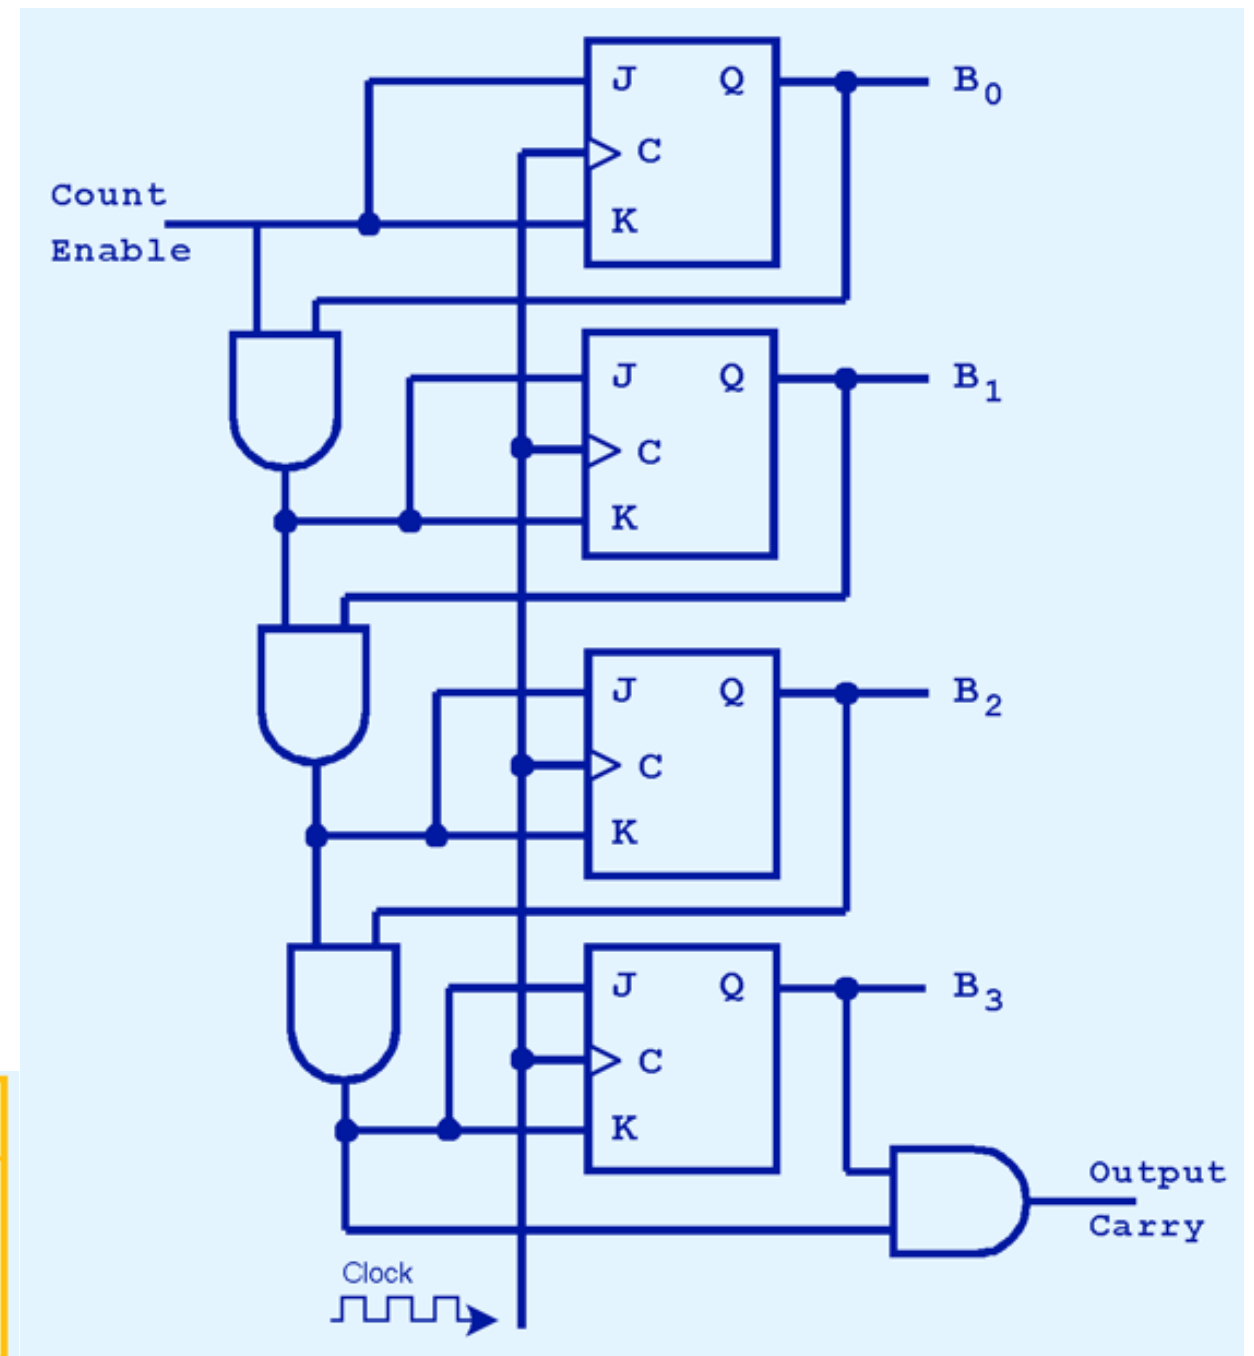 J Q B0
C
Count
Enable
K
J Q B1
C
K
J Q B2
C
K
J Q B3
C
K
Output
Carry
Clock